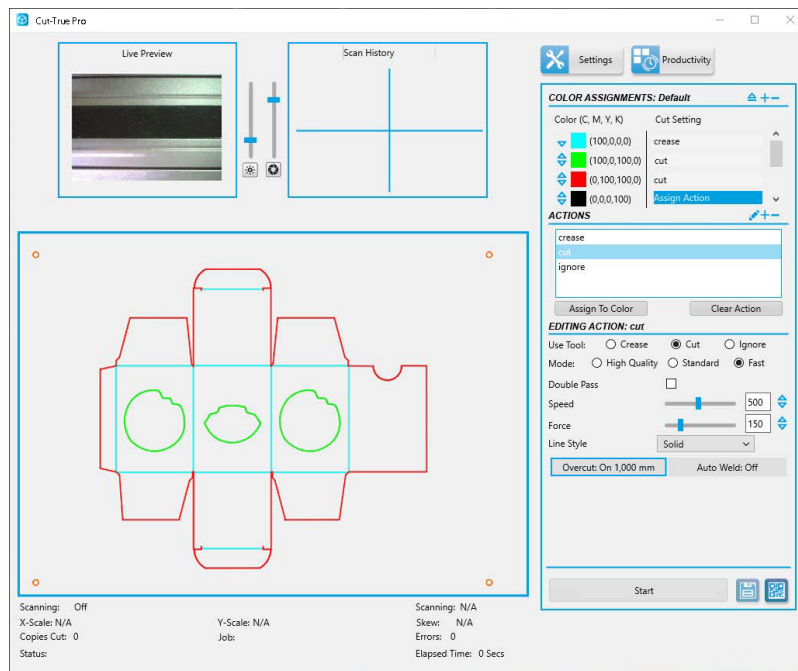 Cut-True Pro
Live Preview
Scan History
Settings
Productivity
COLOR ASSIGNMENTS: Default
Color (C, M, Y, K) Cut Setting
(100,0,0,0) crease
(100,0,100,0) cut
(0,100,100,0) cut
(0,0,0,100) Assign Action
ACTIONS
crease
cut
ignore
Assign To Color Clear Action
EDITING ACTION: cut
Use Tool: Crease Cut Ignore
Mode: High Quality Standard Fast
Double Pass
Speed 500
Force 150
Line Style Solid
Overcut: On 1,000 mm Auto Weld: Off
Start
Scanning: Off Scanning: N/A
X-Scale: N/A Y-Scale: N/A Skew: N/A
Copies Cut: 0 Job: Errors: 0
Status: Elapsed Time: 0 Secs